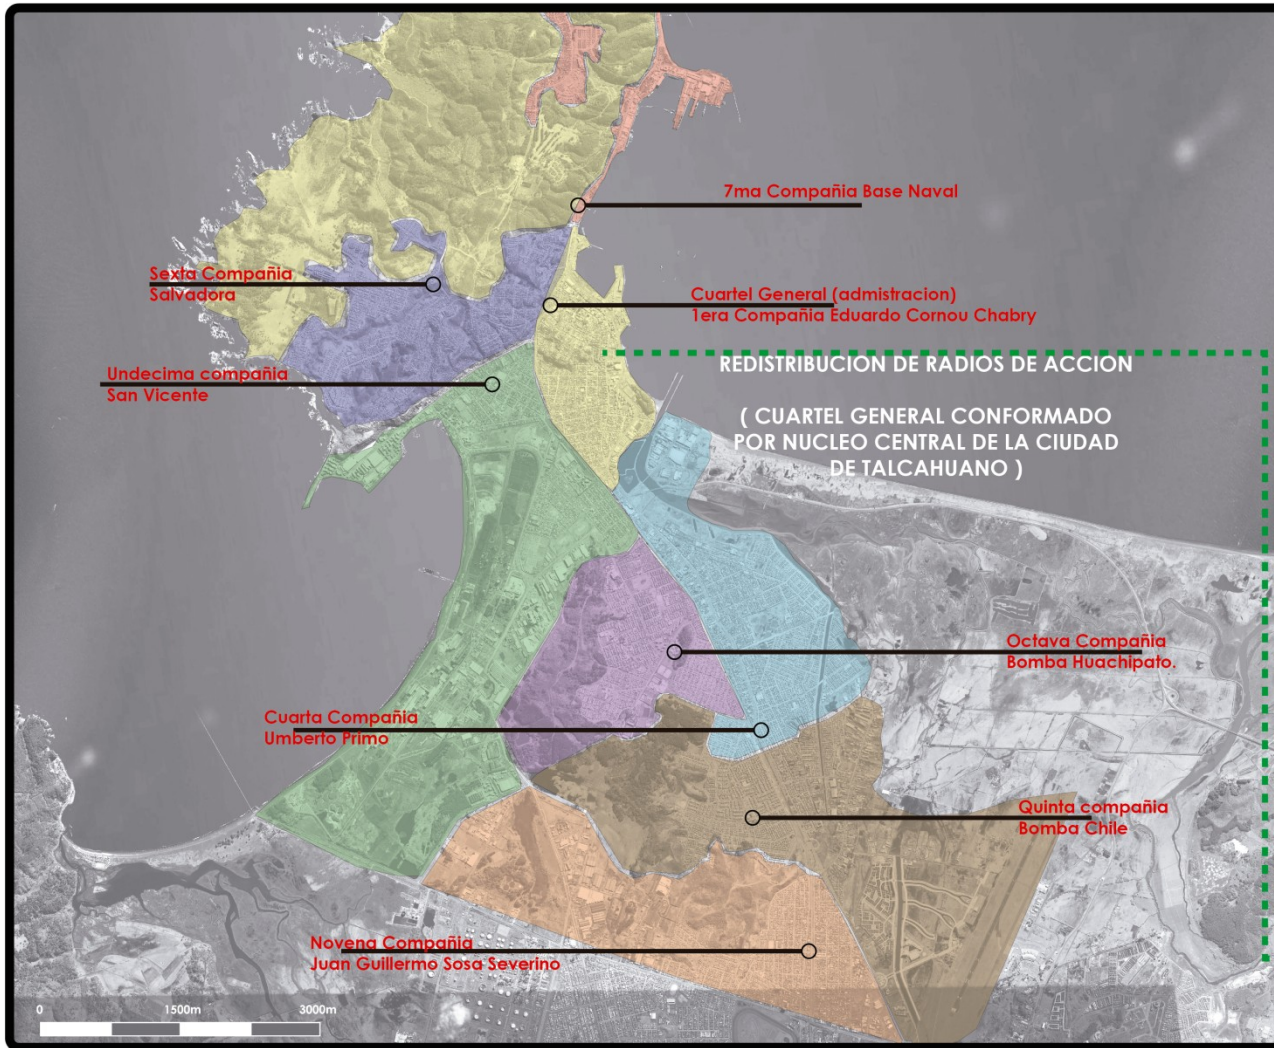 7ma Compañia Base Naval
Sexta Compañia
Salvadora
Cuartel General (admistracion)
1era Compañia Eduardo Cornou Chabry
REDISTRIBUCION DE RADIOS DE ACCION
Undecima compañia
San Vicente
( CUARTEL GENERAL CONFORMADO
POR NUCLEO CENTRAL DE LA CIUDAD
DE TALCAHUANO )
Octava Compañia
Bomba Huachipato.
Cuarta Compañia
Umberto Primo
Quinta compañia
Bomba Chile
Novena Compañia
Juan Guillermo Sosa Severino
0 1500m 3000m